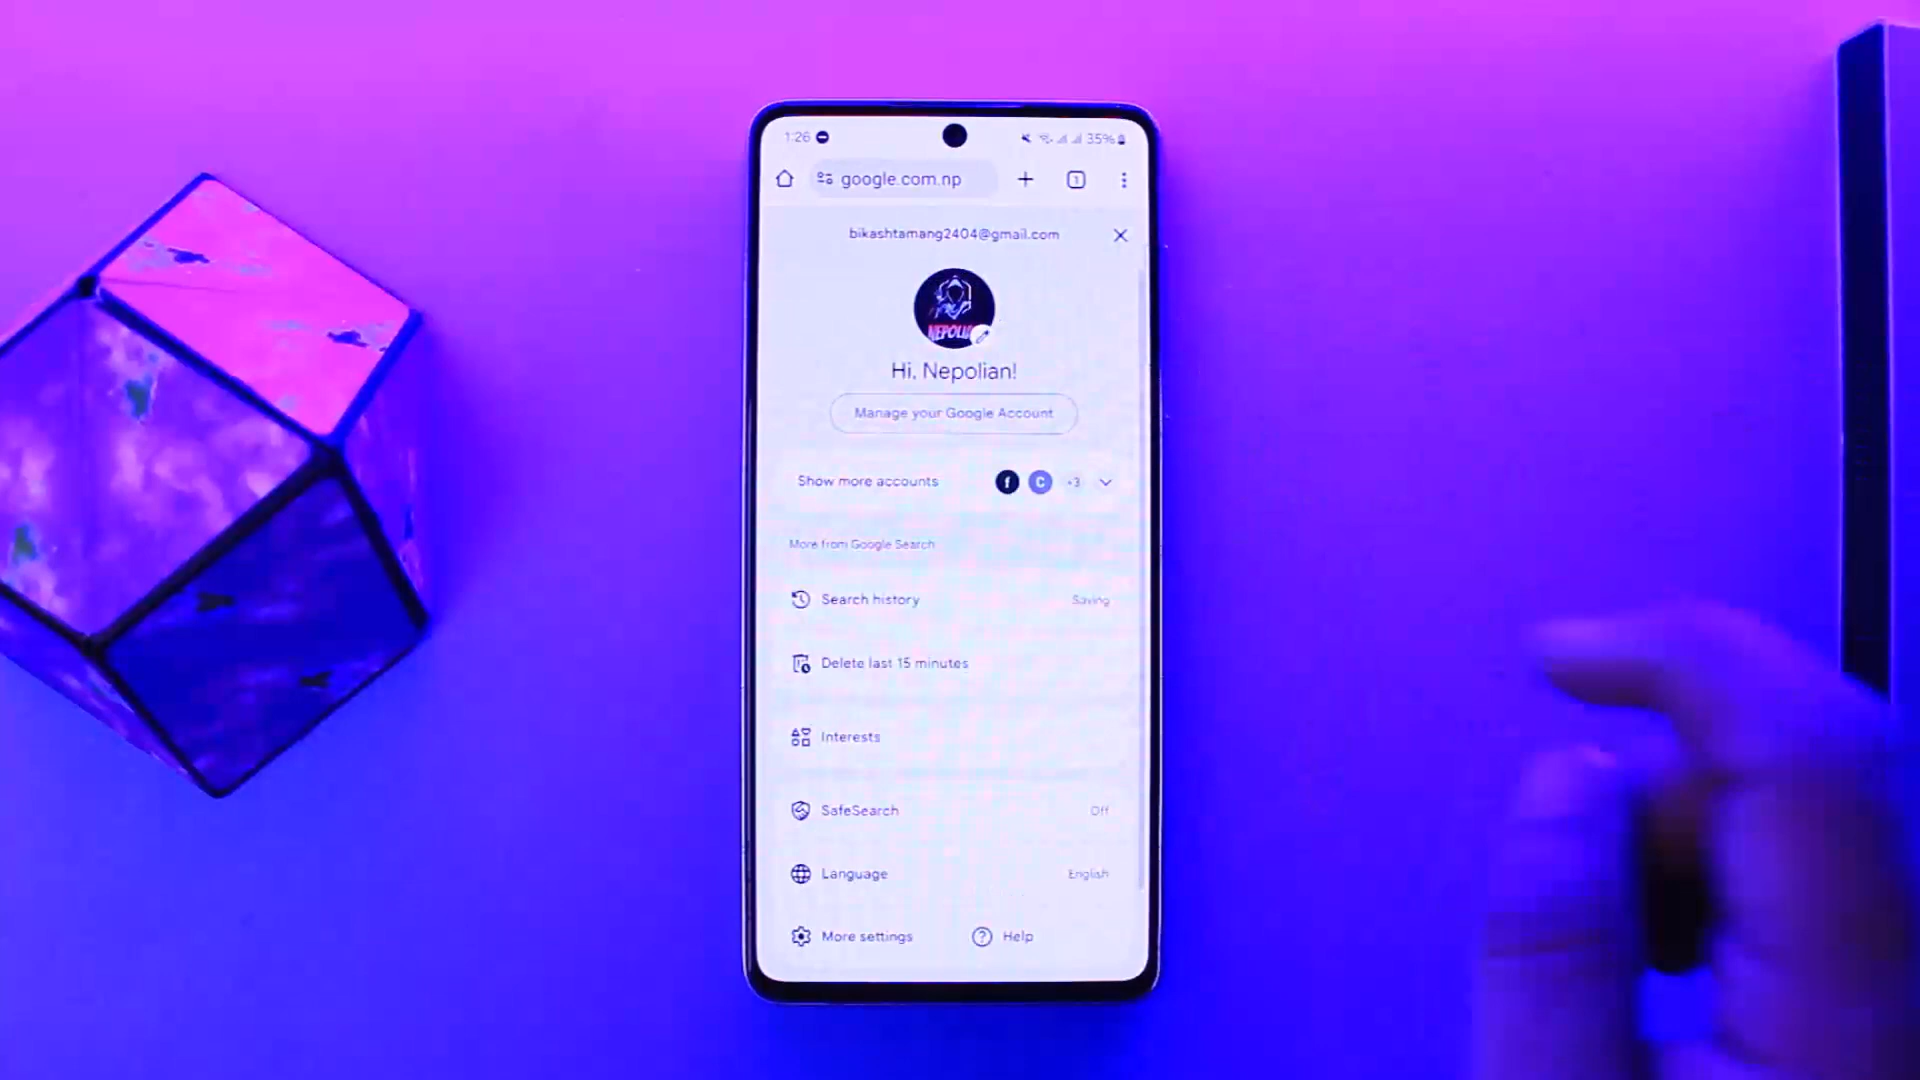 1:26
35%
google.com.np
1
bikashtamang2404@gmail.com
NEPOLIA
Hi, Nepolian!
Manage your Google Account
Show more accounts
f C +3
More from Google Search
Search history Saving
Delete last 15 minutes
Interests
SafeSearch Off
Language English
More settings ? Help